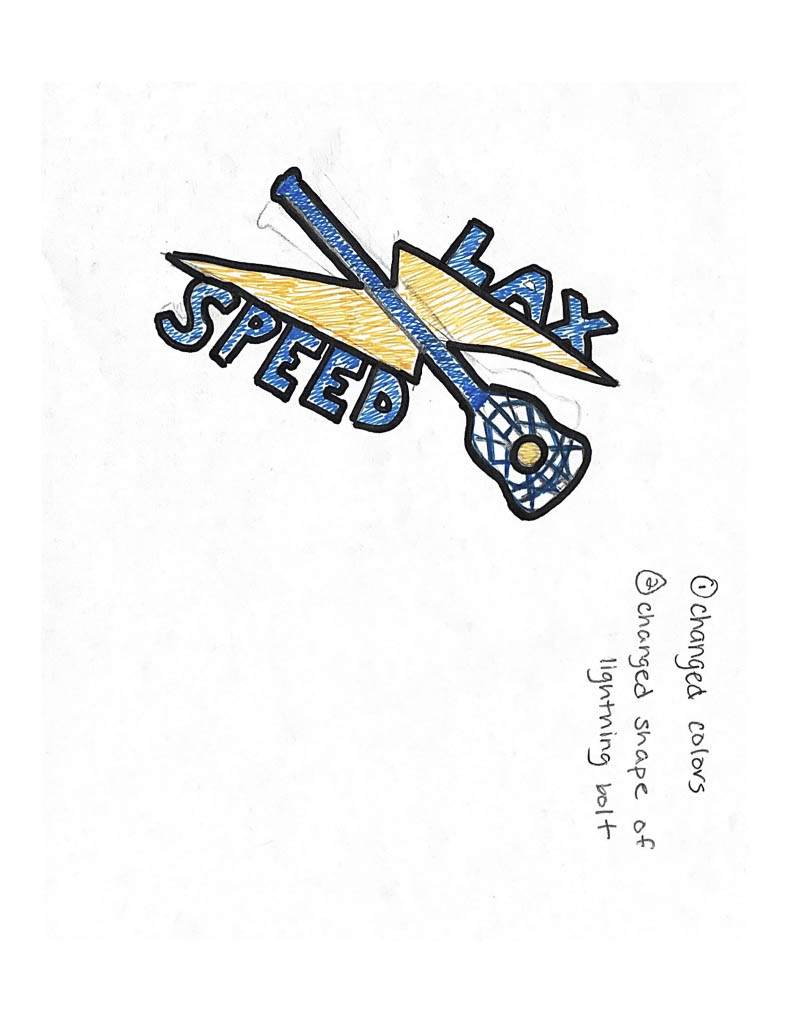 LAX
SPEED
① changed colors
② changed shape of
lightning bolt